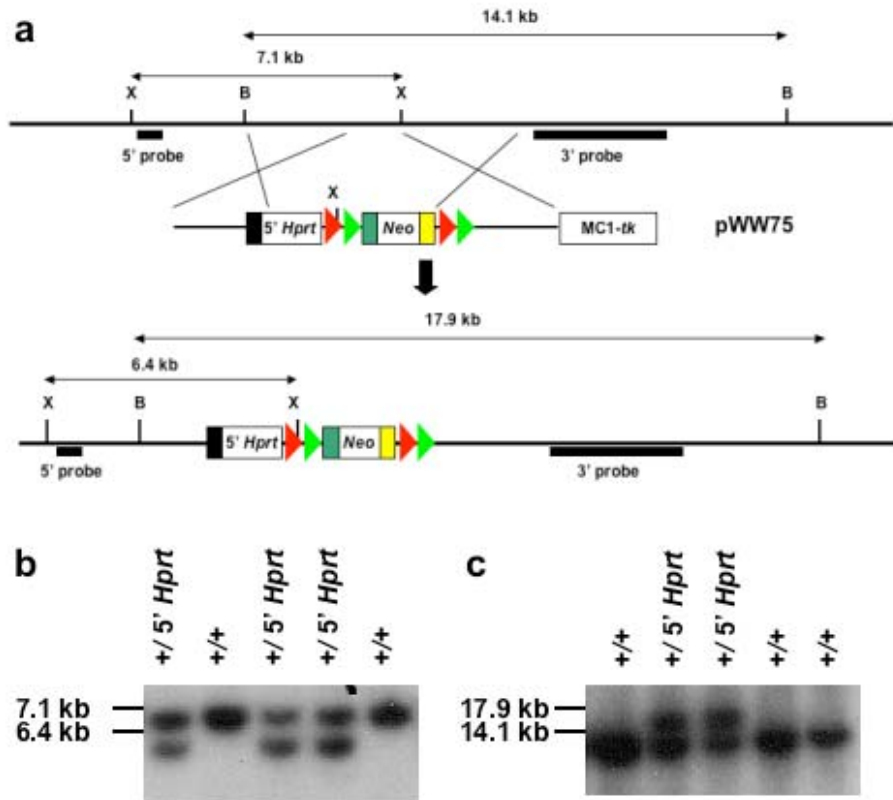 a
14.1 kb
7.1 kb
X B X B
5' probe 3' probe
X
5' Hprt Neo MC1-tk pWW75
17.9 kb
6.4 kb
X B X B
5' Hprt Neo
5' probe 3' probe
b
+/ 5' Hprt
+/+
+/ 5' Hprt
+/ 5' Hprt
+/+
7.1 kb
6.4 kb
c
+/+
+/ 5' Hprt
+/ 5' Hprt
+/+
+/+
17.9 kb
14.1 kb